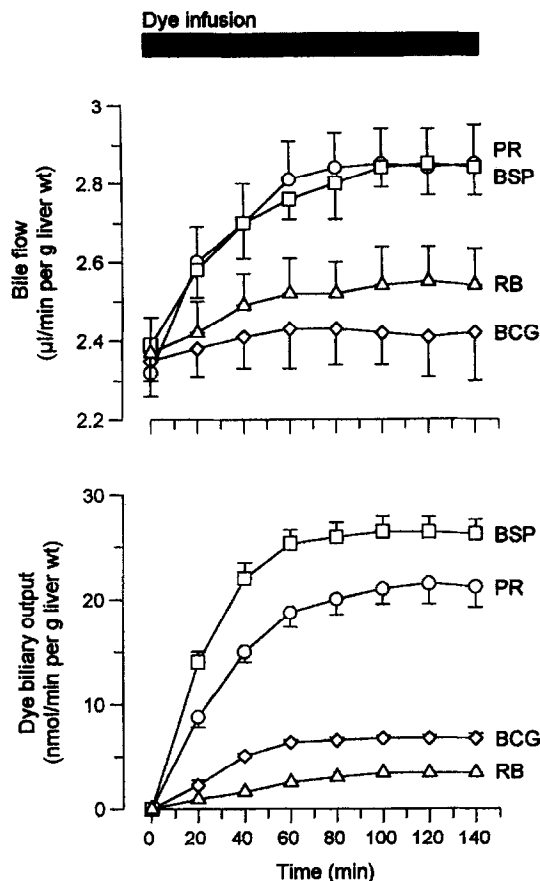 Dye infusion
3
2.8
2.6
2.4
2.2
Bile flow
(µl/min per g liver wt)
PR
BSP
RB
BCG
30
20
10
0
Dye biliary output
(nmol/min per g liver wt)
BSP
PR
BCG
RB
0 20 40 60 80 100 120 140
Time (min)